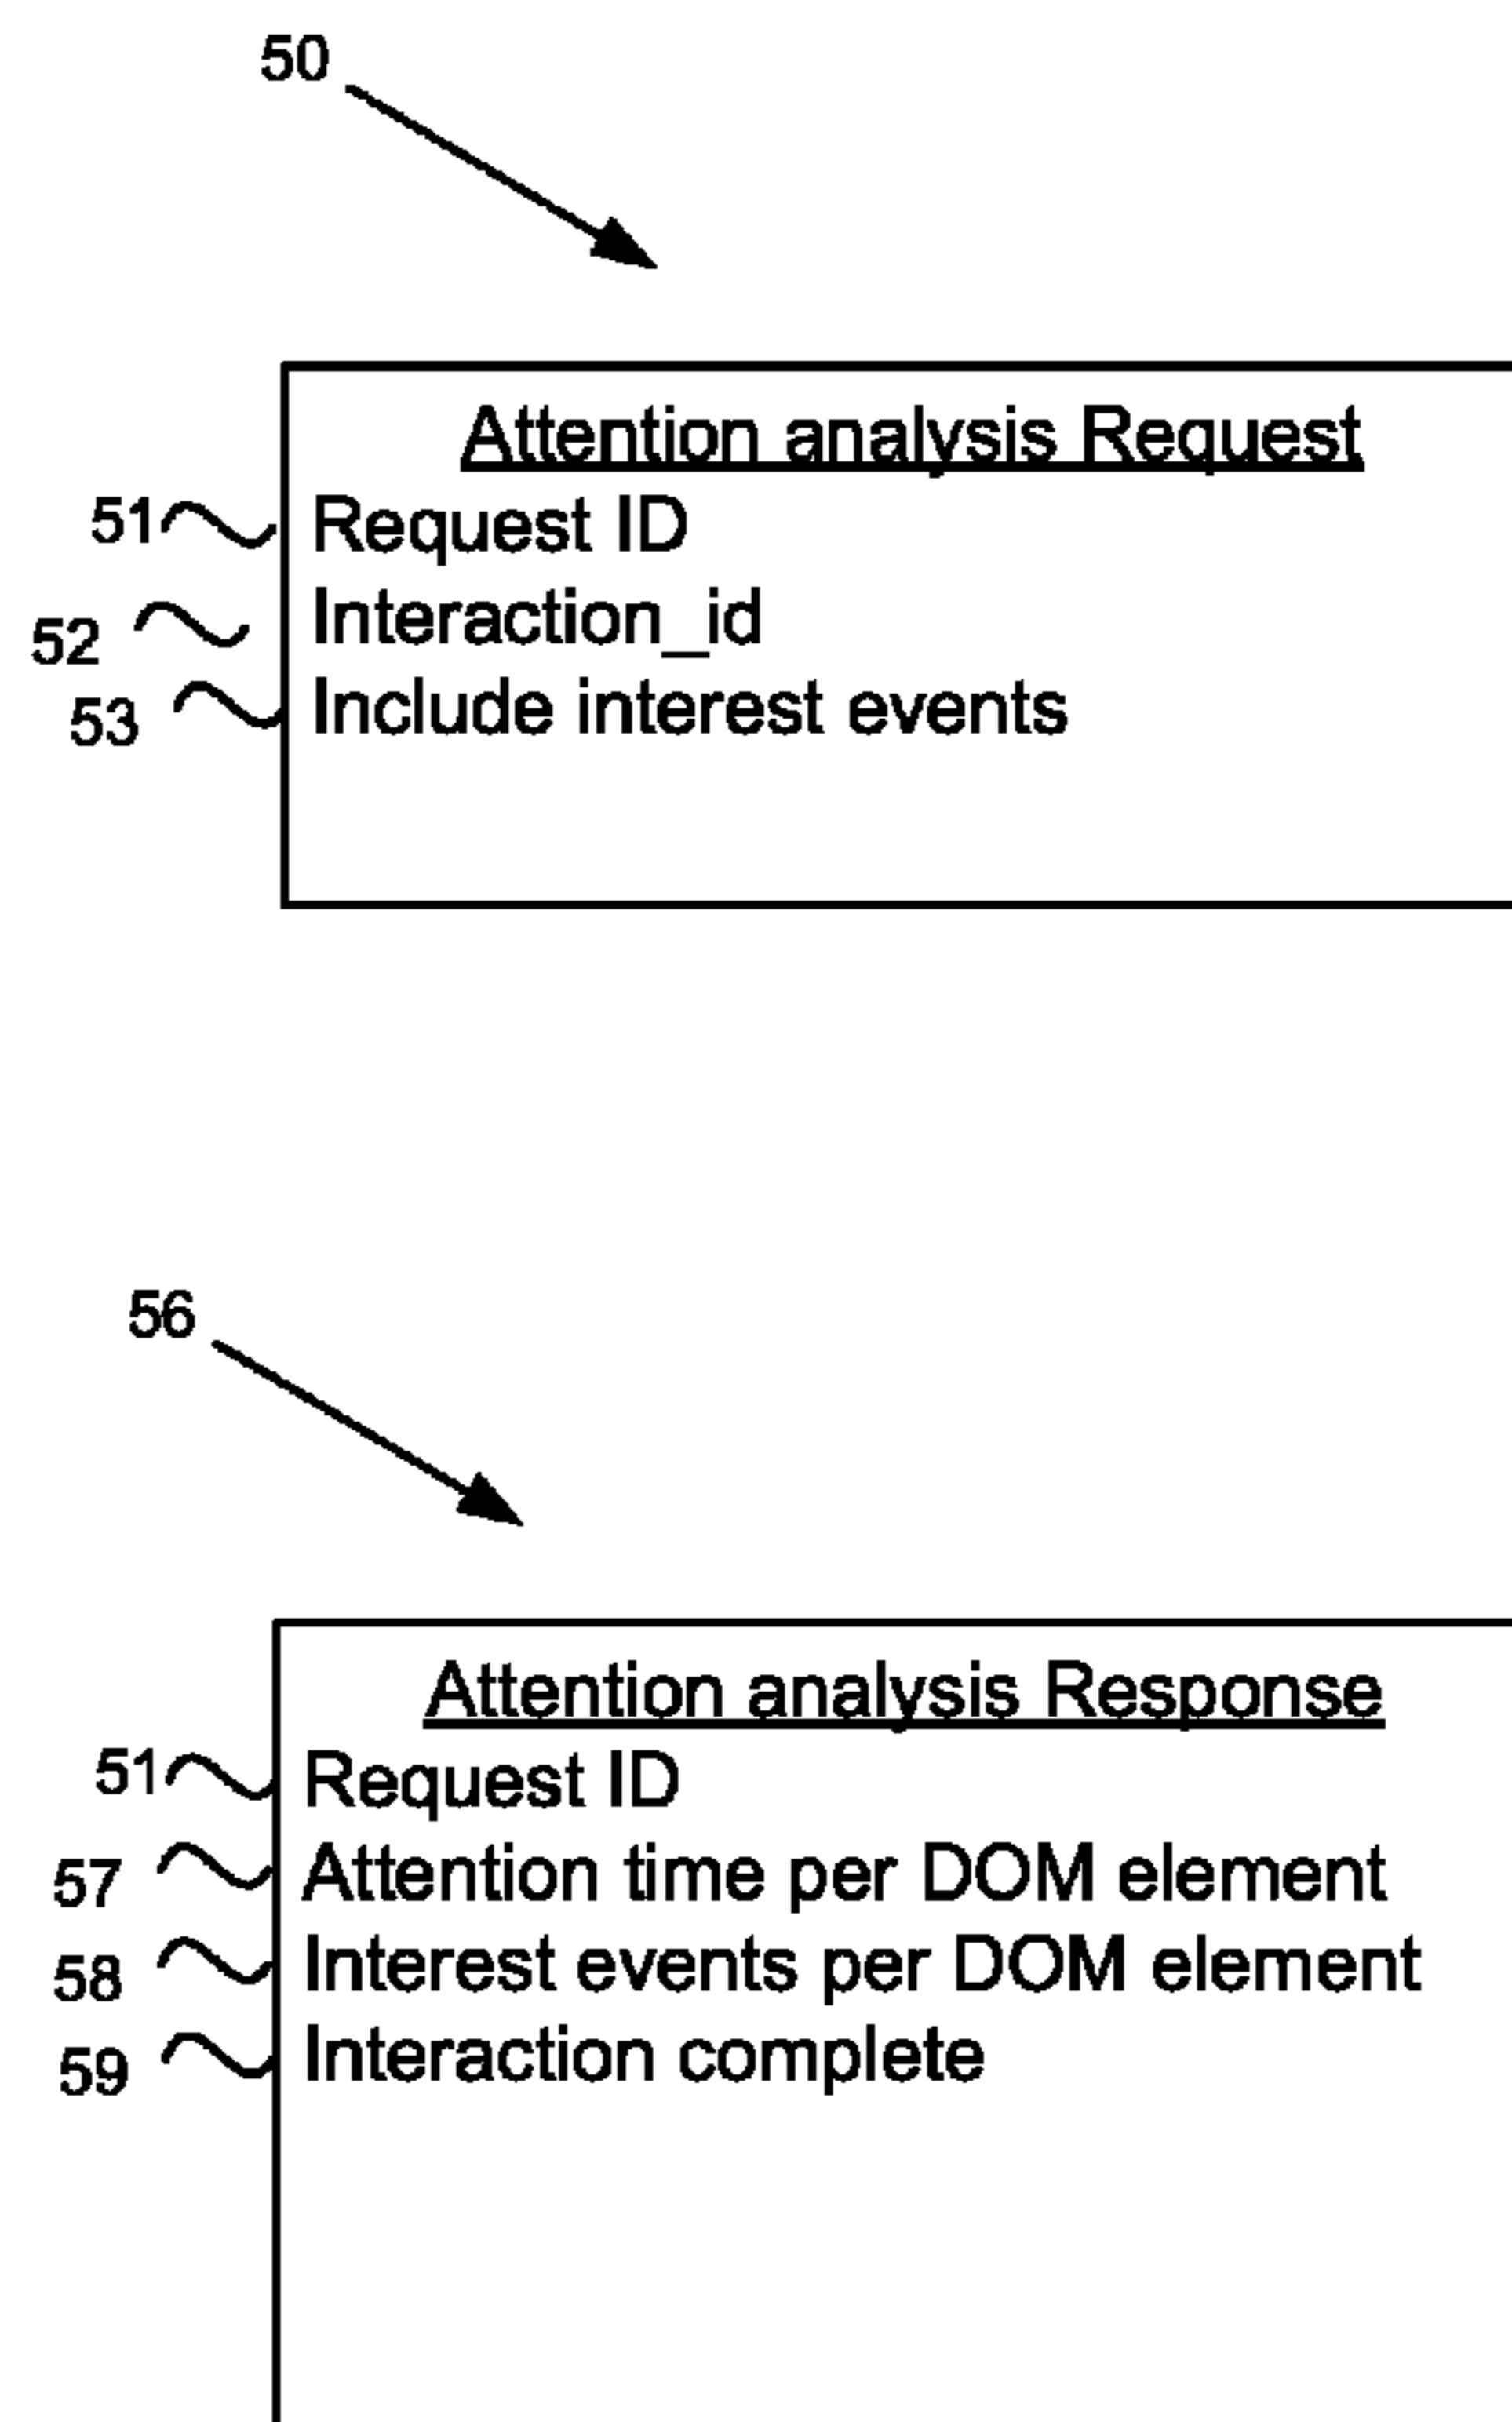 50
Attention analysis Request
51 Request ID
52 Interaction_id
53 Include interest events
56
Attention analysis Response
51 Request ID
57 Attention time per DOM element
58 Interest events per DOM element
59 Interaction complete